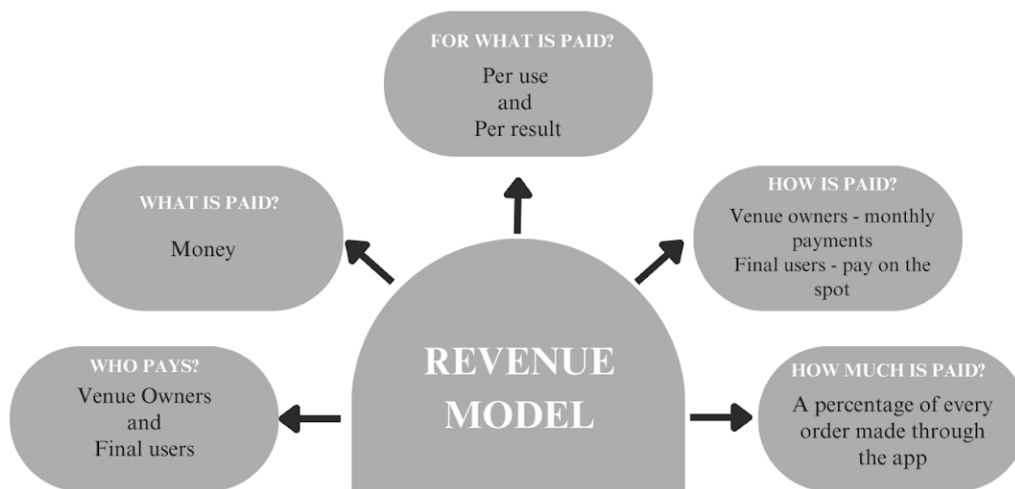 FOR WHAT IS PAID?
Per use
and
Per result
WHAT IS PAID?
Money
HOW IS PAID?
Venue owners - monthly
payments
Final users - pay on the
spot
WHO PAYS?
Venue Owners
and
Final users
REVENUE
MODEL
HOW MUCH IS PAID?
A percentage of every
order made through
the app